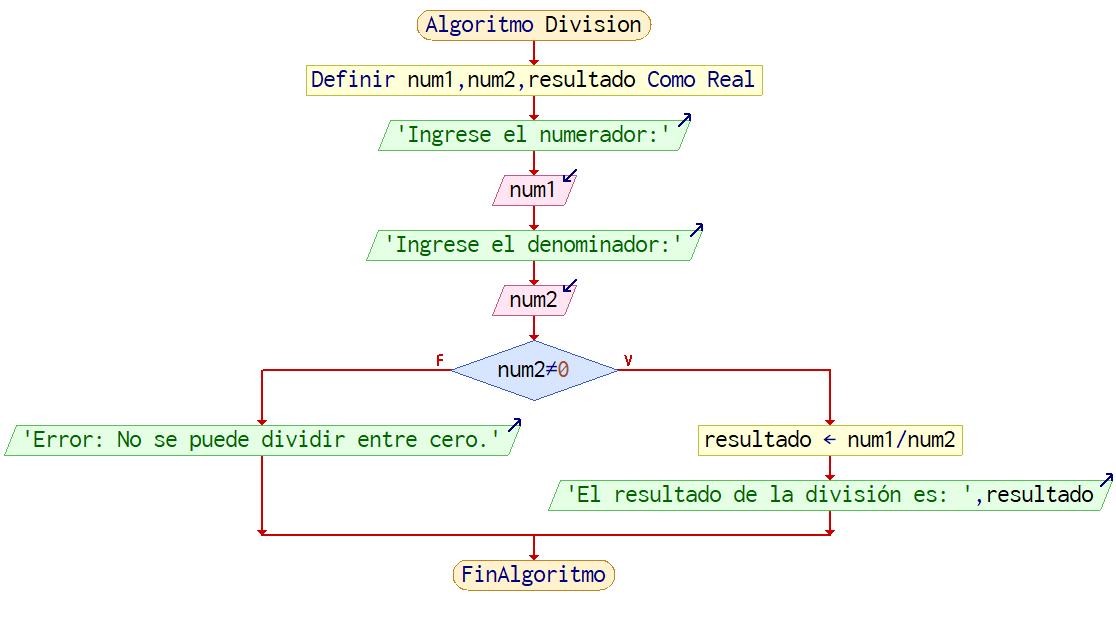 Algoritmo Division
Definir num1,num2,resultado Como Real
'Ingrese el numerador:'
num1
'Ingrese el denominador:'
num2
F
num2≠0
V
'Error: No se puede dividir entre cero.'
resultado ← num1/num2
'El resultado de la división es: ',resultado
FinAlgoritmo